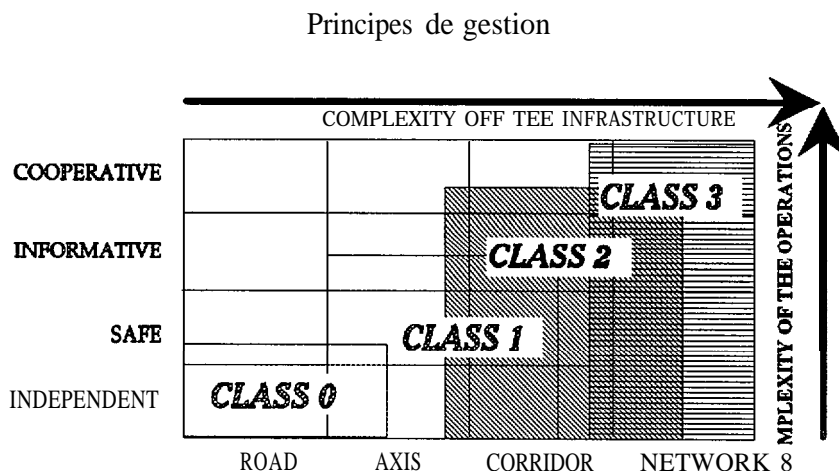 Principes de gestion
COMPLEXITY OFF TEE INFRASTRUCTURE
COOPERATIVE
CLASS 3
INFORMATIVE
CLASS 2
SAFE
CLASS 1
INDEPENDENT
CLASS 0
MPLEXITY OF THE OPERATIONS
ROAD AXIS CORRIDOR NETWORK 8